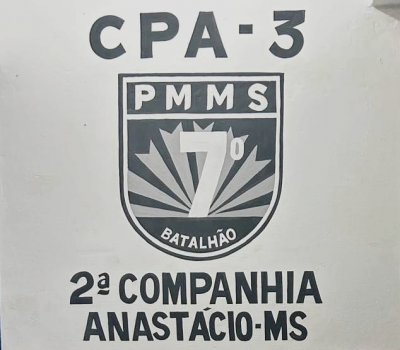 CPA-3
PMMS
7º
BATALHÃO
2ª COMPANHIA
ANASTÁCIO-MS